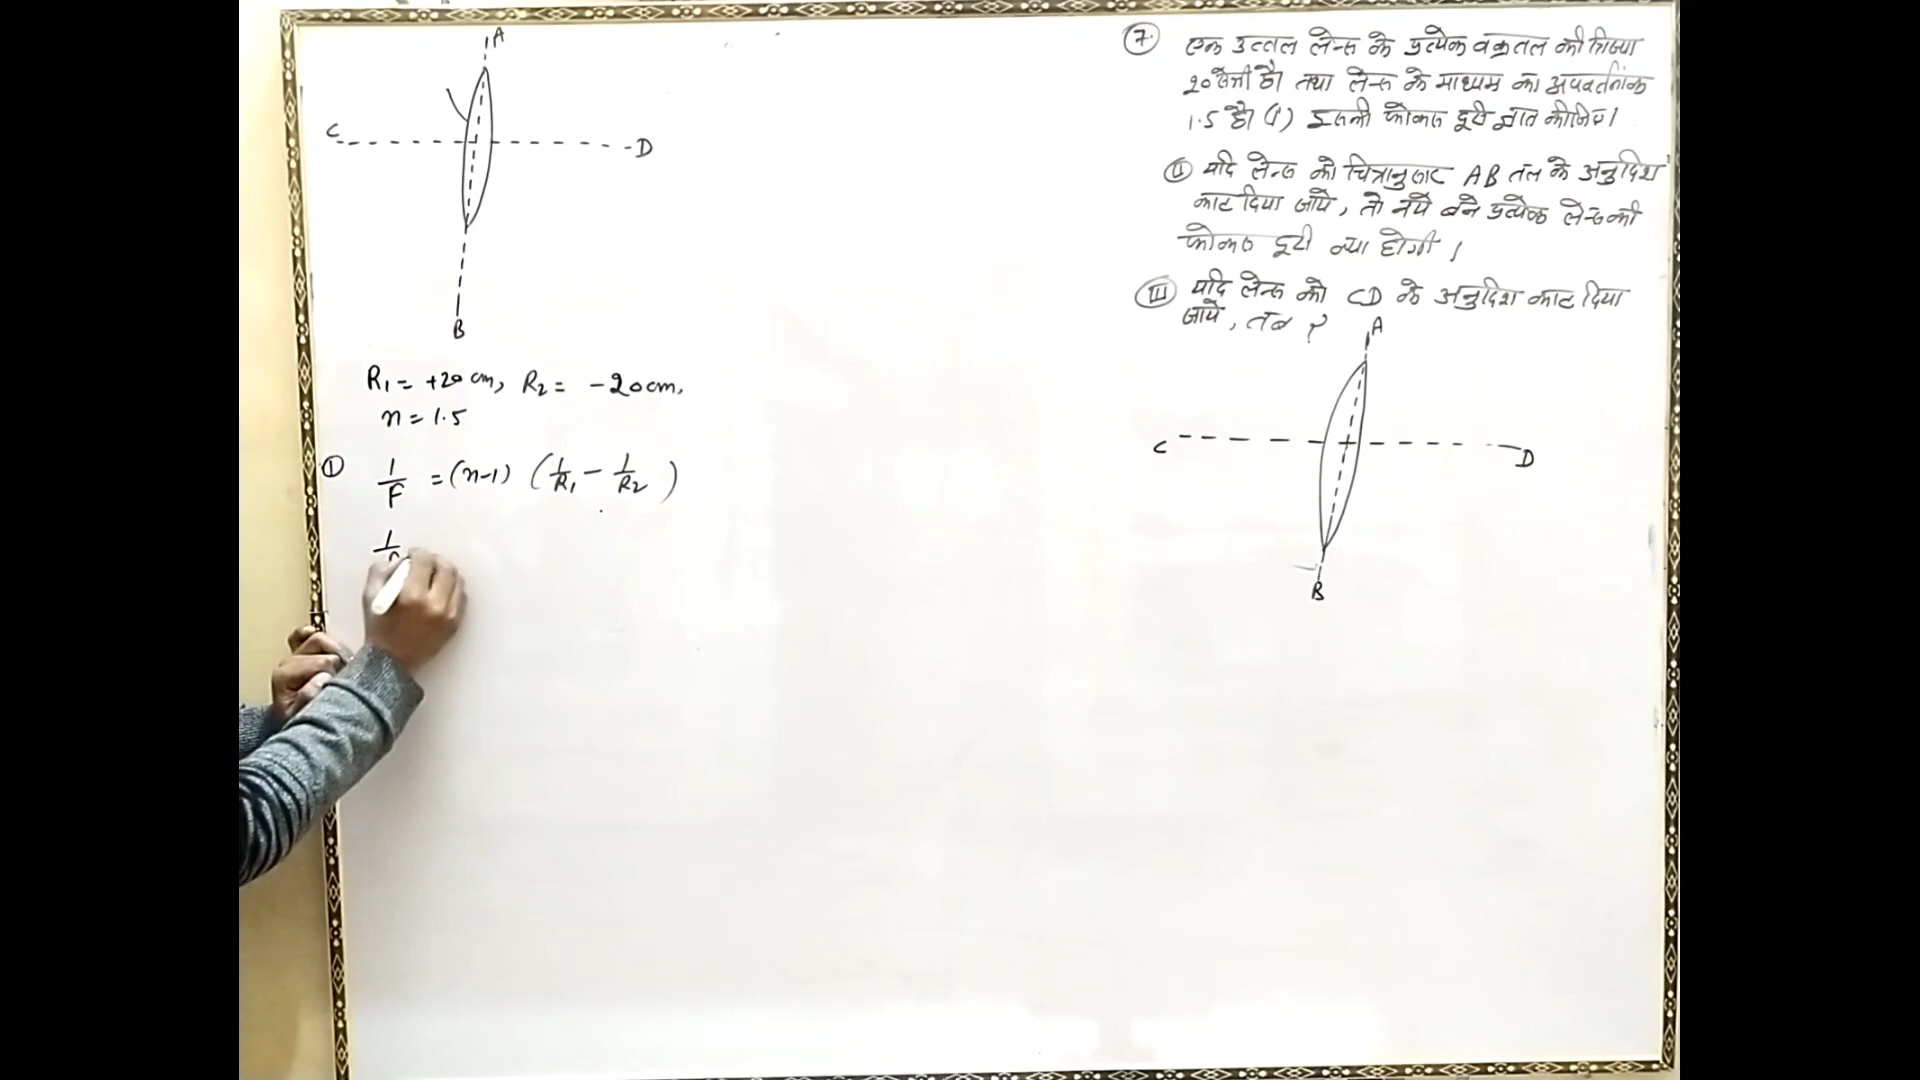 A
C
D
B
R₁ = +20 cm, R₂ = -20 cm,
n = 1.5
① 1/F = (n-1) (1/R₁ - 1/R₂)
1/
⑦ एक उत्तल लेन्स के प्रत्येक वक्रतल की त्रिज्या
20 सेमी है। तथा लेन्स के माध्यम का अपवर्तनांक
1.5 है। (i) इसकी फोकस दूरी ज्ञात कीजिए।
Ⅱ यदि लेन्स को चित्रानुसार AB तल के अनुदिश
काट दिया जाये, तो नये बने प्रत्येक लेन्स की
फोकस दूरी क्या होगी।
Ⅲ यदि लेन्स को CD के अनुदिश काट दिया
जाये, तब ?
A
C
D
B